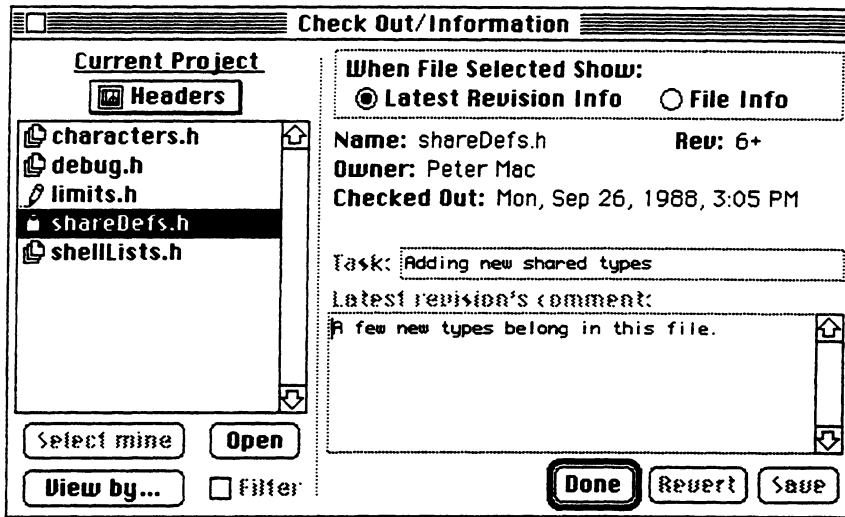 Check Out/Information
Current Project
Headers
characters.h
debug.h
limits.h
shareDefs.h
shellLists.h
Select mine
Open
View by...
Filter
When File Selected Show:
Latest Revision Info File Info
Name: shareDefs.h Rev: 6+
Owner: Peter Mac
Checked Out: Mon, Sep 26, 1988, 3:05 PM
Task: Adding new shared types
Latest revision's comment:
A few new types belong in this file.
Done Revert Save